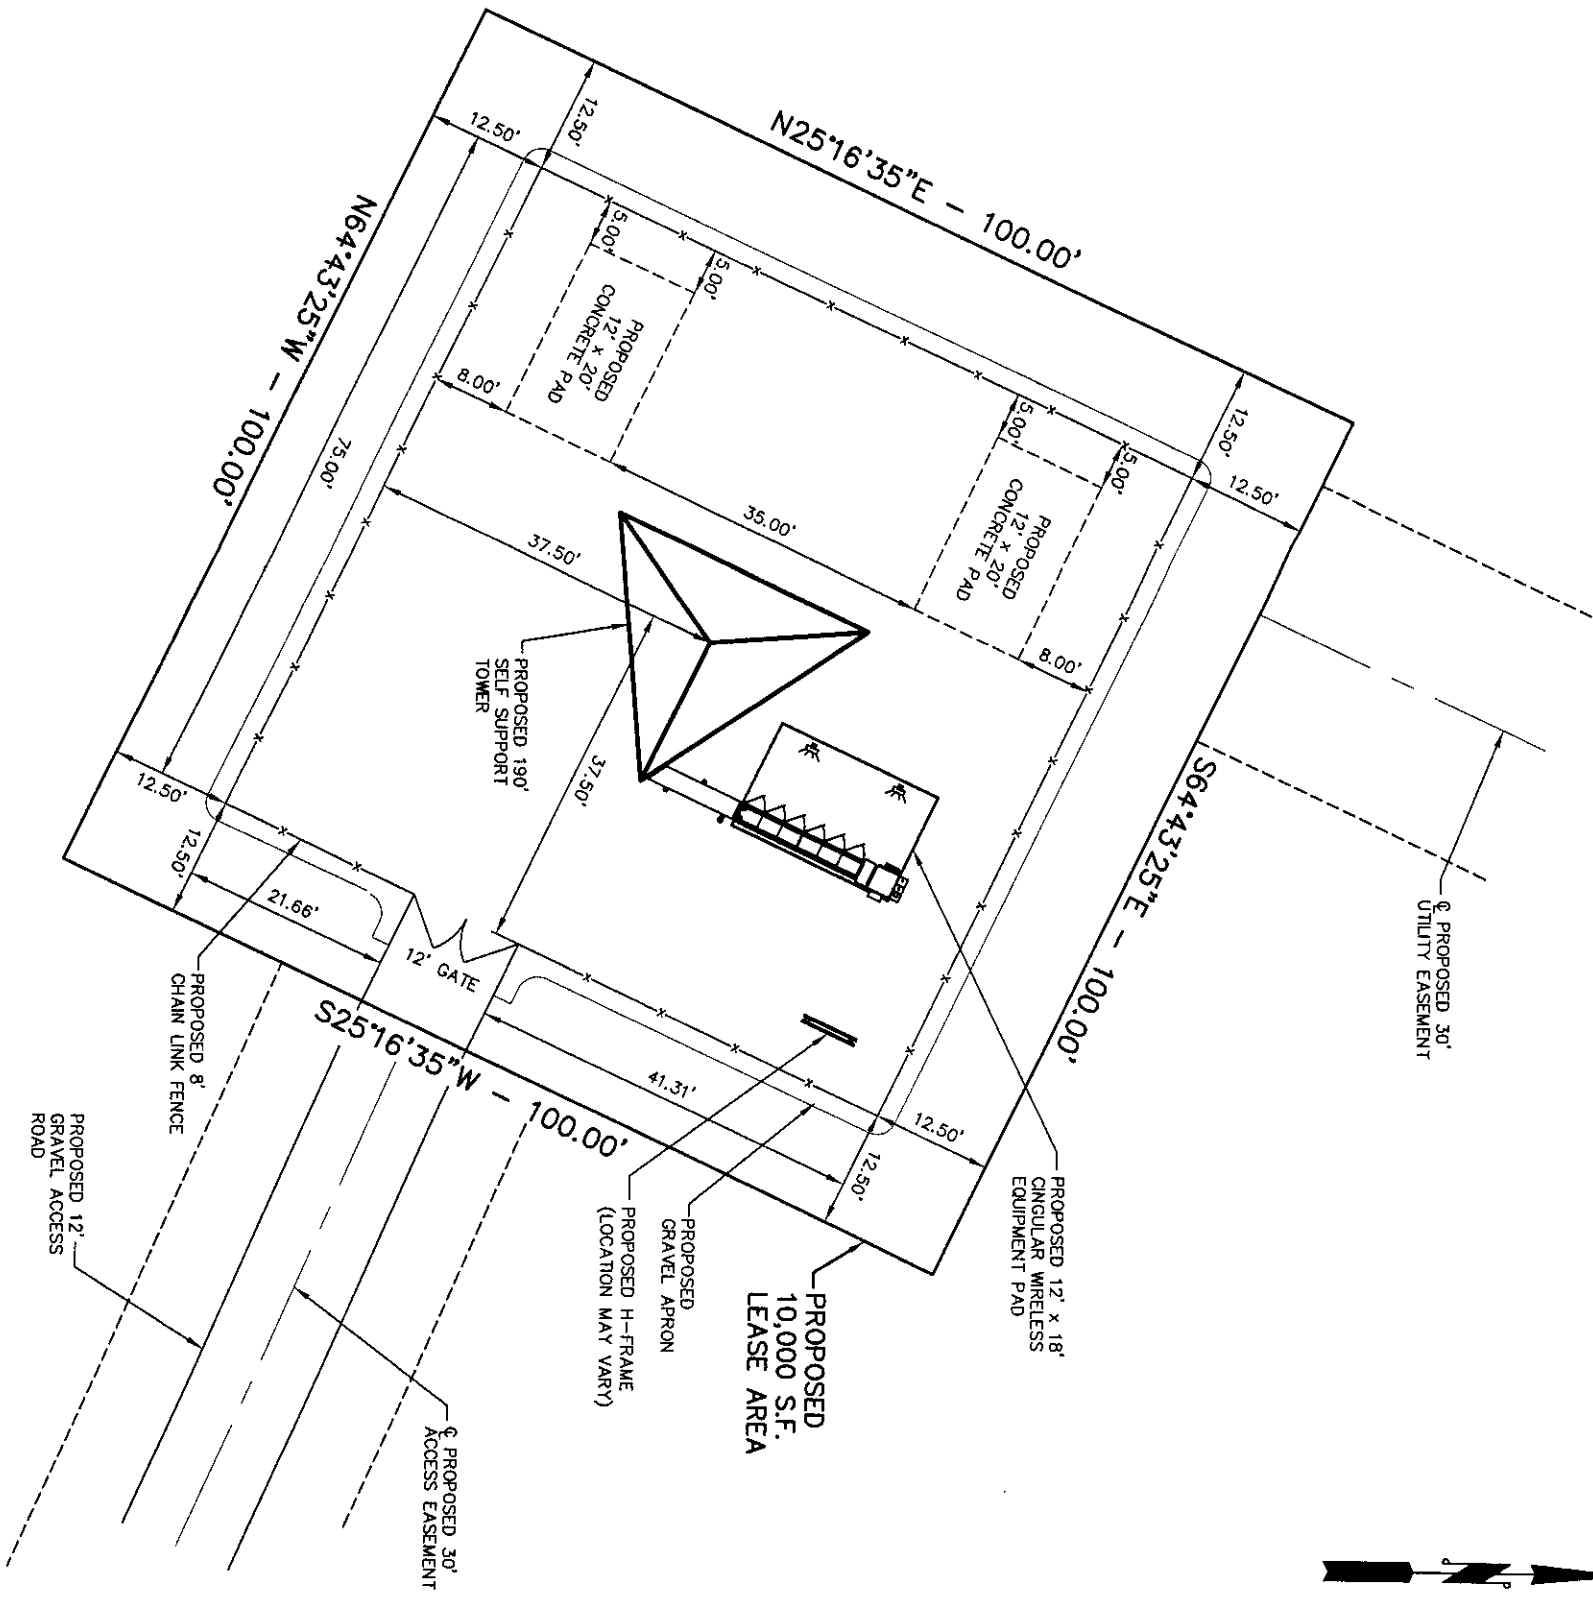 N25°16'35"E - 100.00'
12.50'
12.50'
5.00'
5.00'
PROPOSED
12' x 20'
CONCRETE PAD
8.00'
N64°43'25"W - 100.00'
75.00'
37.50'
35.00'
5.00'
5.00'
PROPOSED
12' x 20'
CONCRETE PAD
8.00'
12.50'
12.50'
PROPOSED 190'
SELF SUPPORT
TOWER
37.50'
S64°43'25"E - 100.00'
℄ PROPOSED 30'
UTILITY EASEMENT
12.50'
12.50'
21.66'
12' GATE
PROPOSED 8'
CHAIN LINK FENCE
S25°16'35"W - 100.00'
41.31'
12.50'
12.50'
PROPOSED 12' x 18'
CINGULAR WIRELESS
EQUIPMENT PAD
PROPOSED
GRAVEL APRON
PROPOSED H-FRAME
(LOCATION MAY VARY)
PROPOSED
10,000 S.F.
LEASE AREA
PROPOSED 12'
GRAVEL ACCESS
ROAD
℄ PROPOSED 30'
ACCESS EASEMENT